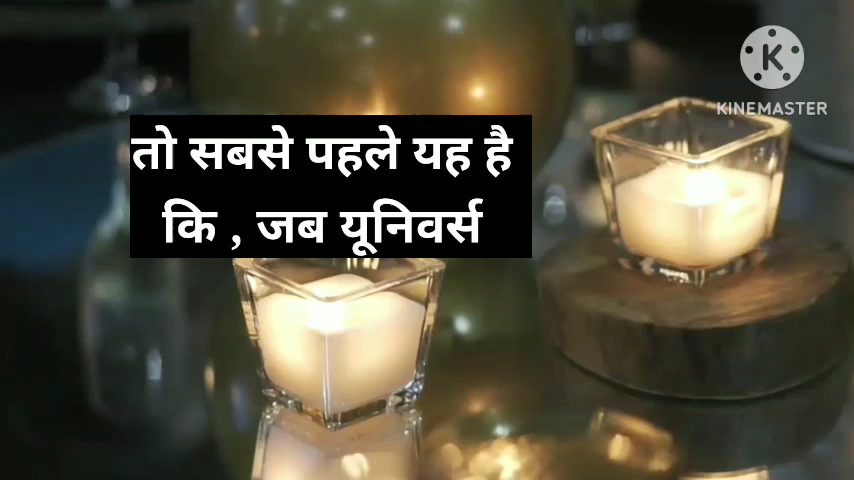 KINEMASTER
तो सबसे पहले यह है
कि , जब यूनिवर्स